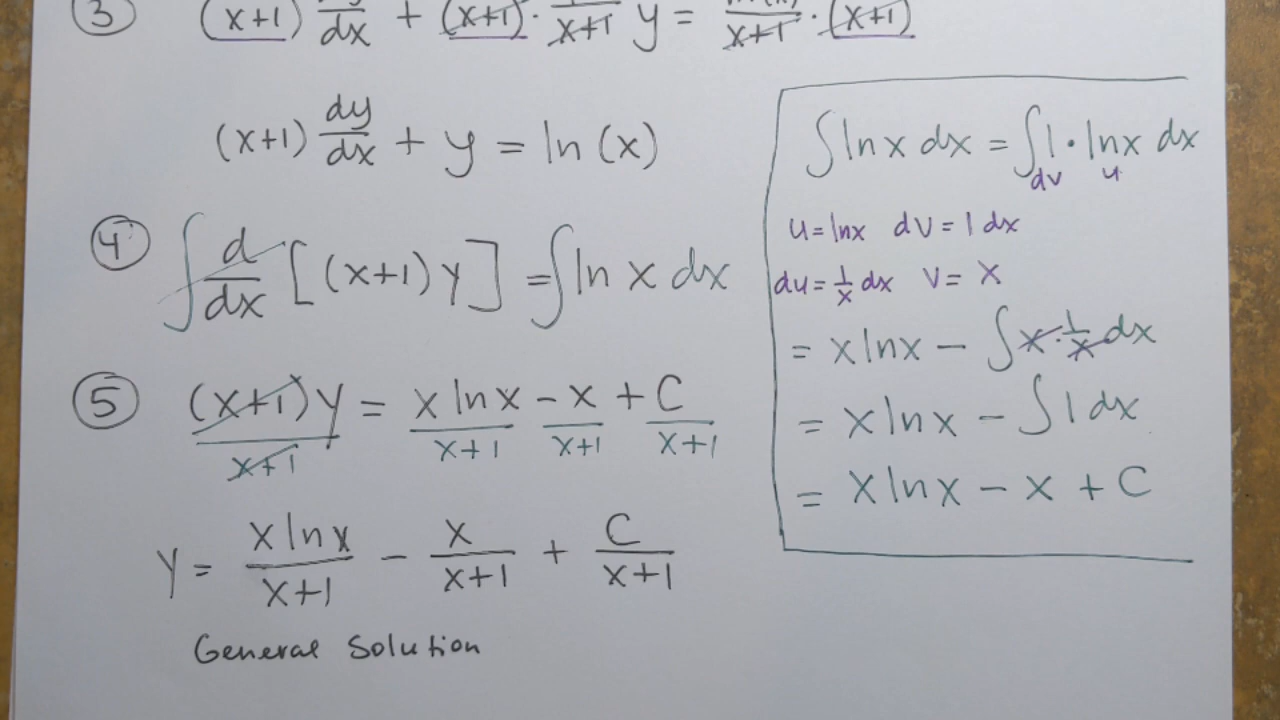 ③ (x+1) dy/dx + (x+1) · 1/x+1 y = ln(x)/x+1 · (x+1)
(x+1) dy/dx + y = ln (x)
④ ∫ d/dx [(x+1) y] = ∫ ln x dx
⑤ (x+1) y / x+1 = x ln x / x+1 - x / x+1 + C / x+1
y = x ln x / x+1 - x / x+1 + C / x+1
General Solution
∫ ln x dx = ∫ 1 · ln x dx
dv u
u = ln x dv = 1 dx
du = 1/x dx v = x
= x ln x - ∫ x · 1/x dx
= x ln x - ∫ 1 dx
= x ln x - x + C